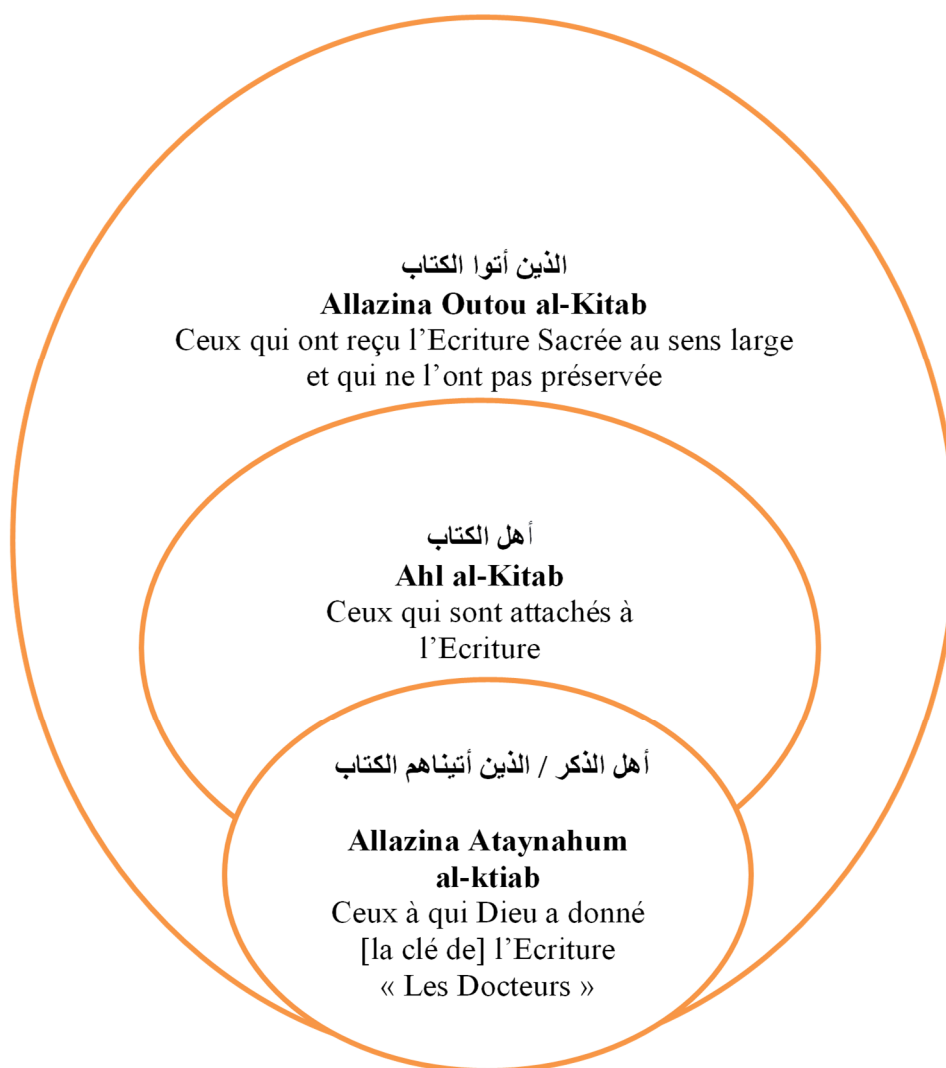 الذين أتوا الكتاب
Allazina Outou al-Kitab
Ceux qui ont reçu l’Ecriture Sacrée au sens large
et qui ne l’ont pas préservée
أهل الكتاب
Ahl al-Kitab
Ceux qui sont attachés à
l’Ecriture
أهل الذكر / الذين أتيناهم الكتاب
Allazina Ataynahum
al-ktiab
Ceux à qui Dieu a donné
[la clé de] l’Ecriture
« Les Docteurs »